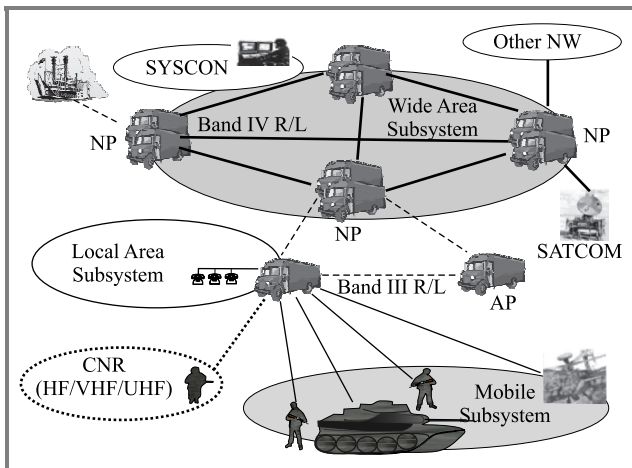 Other NW
SYSCON
Wide Area
Subsystem
NP
Band IV R/L
NP
NP
SATCOM
Local Area
Subsystem
Band III R/L
AP
CNR
(HF/VHF/UHF)
Mobile
Subsystem